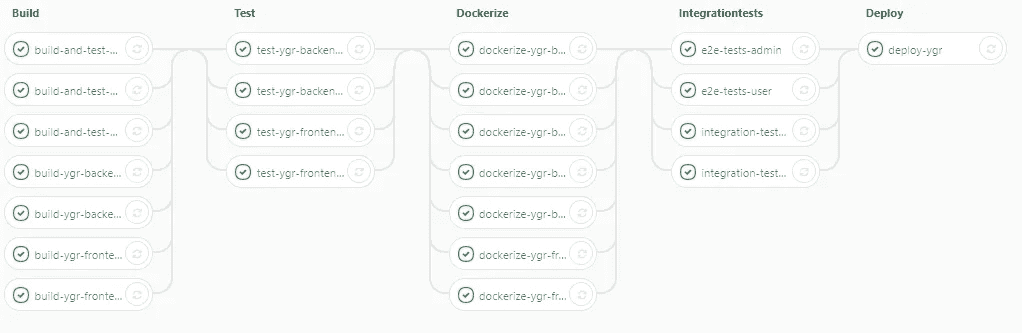 Build
build-and-test-...
build-and-test-...
build-and-test-...
build-ygr-backe...
build-ygr-backe...
build-ygr-fronte...
build-ygr-fronte...
Test
test-ygr-backen...
test-ygr-backen...
test-ygr-fronten...
test-ygr-fronten...
Dockerize
dockerize-ygr-b...
dockerize-ygr-b...
dockerize-ygr-b...
dockerize-ygr-b...
dockerize-ygr-b...
dockerize-ygr-fr...
dockerize-ygr-fr...
Integrationtests
e2e-tests-admin
e2e-tests-user
integration-test...
integration-test...
Deploy
deploy-ygr